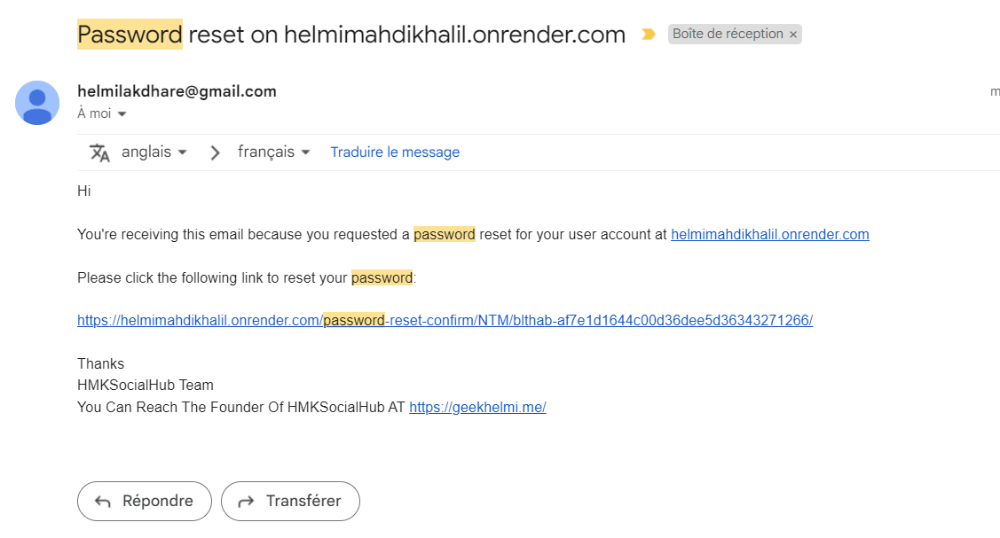 Password reset on helmimahdikhalil.onrender.com Boîte de réception ×
helmilakdhare@gmail.com
m
À moi
anglais > français Traduire le message
Hi
You're receiving this email because you requested a password reset for your user account at helmimahdikhalil.onrender.com
Please click the following link to reset your password:
https://helmimahdikhalil.onrender.com/password-reset-confirm/NTM/blthab-af7e1d1644c00d36dee5d36343271266/
Thanks
HMKSocialHub Team
You Can Reach The Founder Of HMKSocialHub AT https://geekhelmi.me/
Répondre Transférer